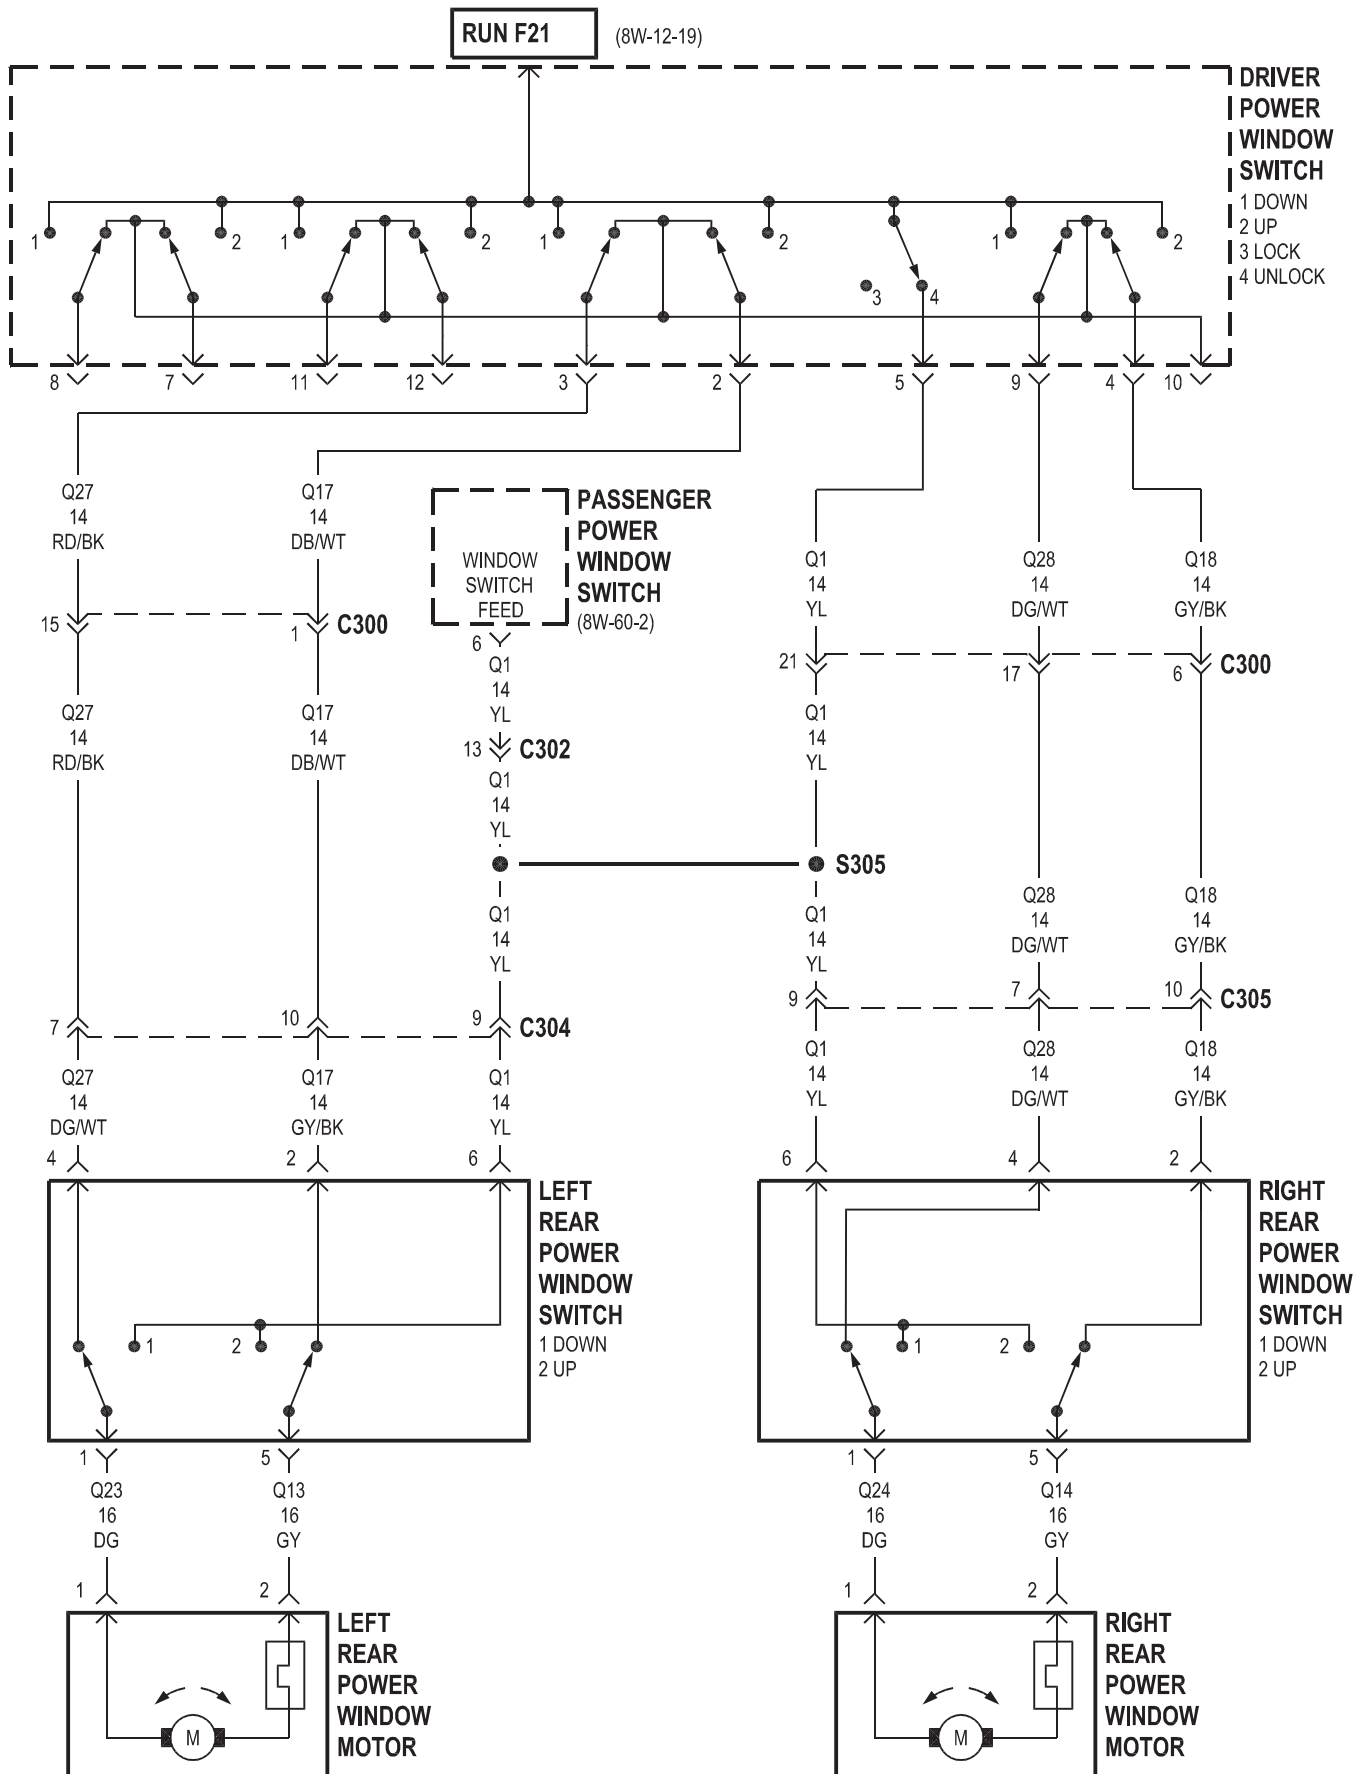 RUN F21 (8W-12-19)
DRIVER
POWER
WINDOW
SWITCH
1 DOWN
2 UP
3 LOCK
4 UNLOCK
1 2 1 2 1 2 1 2
3 4
8 7 11 12 3 2 5 9 4 10
Q27
14
RD/BK
Q17
14
DB/WT
PASSENGER
POWER
WINDOW
SWITCH
(8W-60-2)
WINDOW
SWITCH
FEED
Q1
14
YL
Q28
14
DG/WT
Q18
14
GY/BK
15 1 C300
6
Q1
14
YL
21 17 6 C300
Q27
14
RD/BK
Q17
14
DB/WT
13 C302
Q1
14
YL
Q1
14
YL
S305
Q1
14
YL
Q1
14
YL
Q28
14
DG/WT
Q18
14
GY/BK
9 7 10 C305
7 10 9 C304
Q27
14
DG/WT
Q17
14
GY/BK
Q1
14
YL
Q1
14
YL
Q28
14
DG/WT
Q18
14
GY/BK
4 2 6
6 4 2
LEFT
REAR
POWER
WINDOW
SWITCH
1 DOWN
2 UP
1 2
RIGHT
REAR
POWER
WINDOW
SWITCH
1 DOWN
2 UP
1 2
1 5
1 5
Q23
16
DG
Q13
16
GY
Q24
16
DG
Q14
16
GY
1 2
1 2
LEFT
REAR
POWER
WINDOW
MOTOR
M
RIGHT
REAR
POWER
WINDOW
MOTOR
M